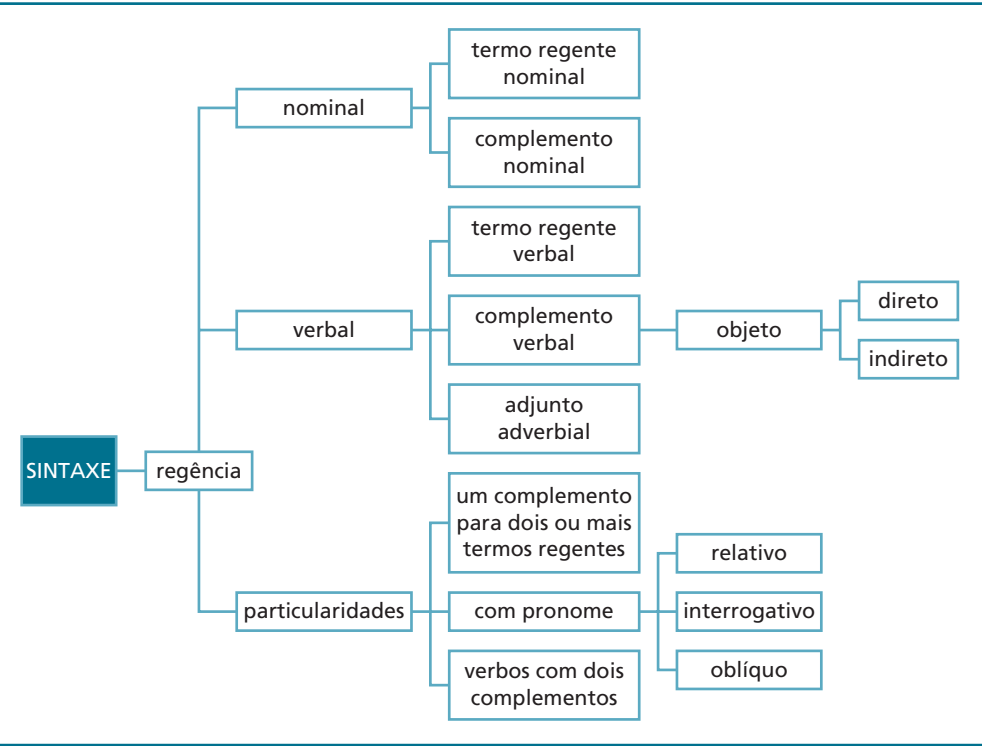 SINTAXE
regência
nominal
termo regente
nominal
complemento
nominal
verbal
termo regente
verbal
complemento
verbal
objeto
direto
indireto
adjunto
adverbial
particularidades
um complemento
para dois ou mais
termos regentes
com pronome
relativo
interrogativo
oblíquo
verbos com dois
complementos